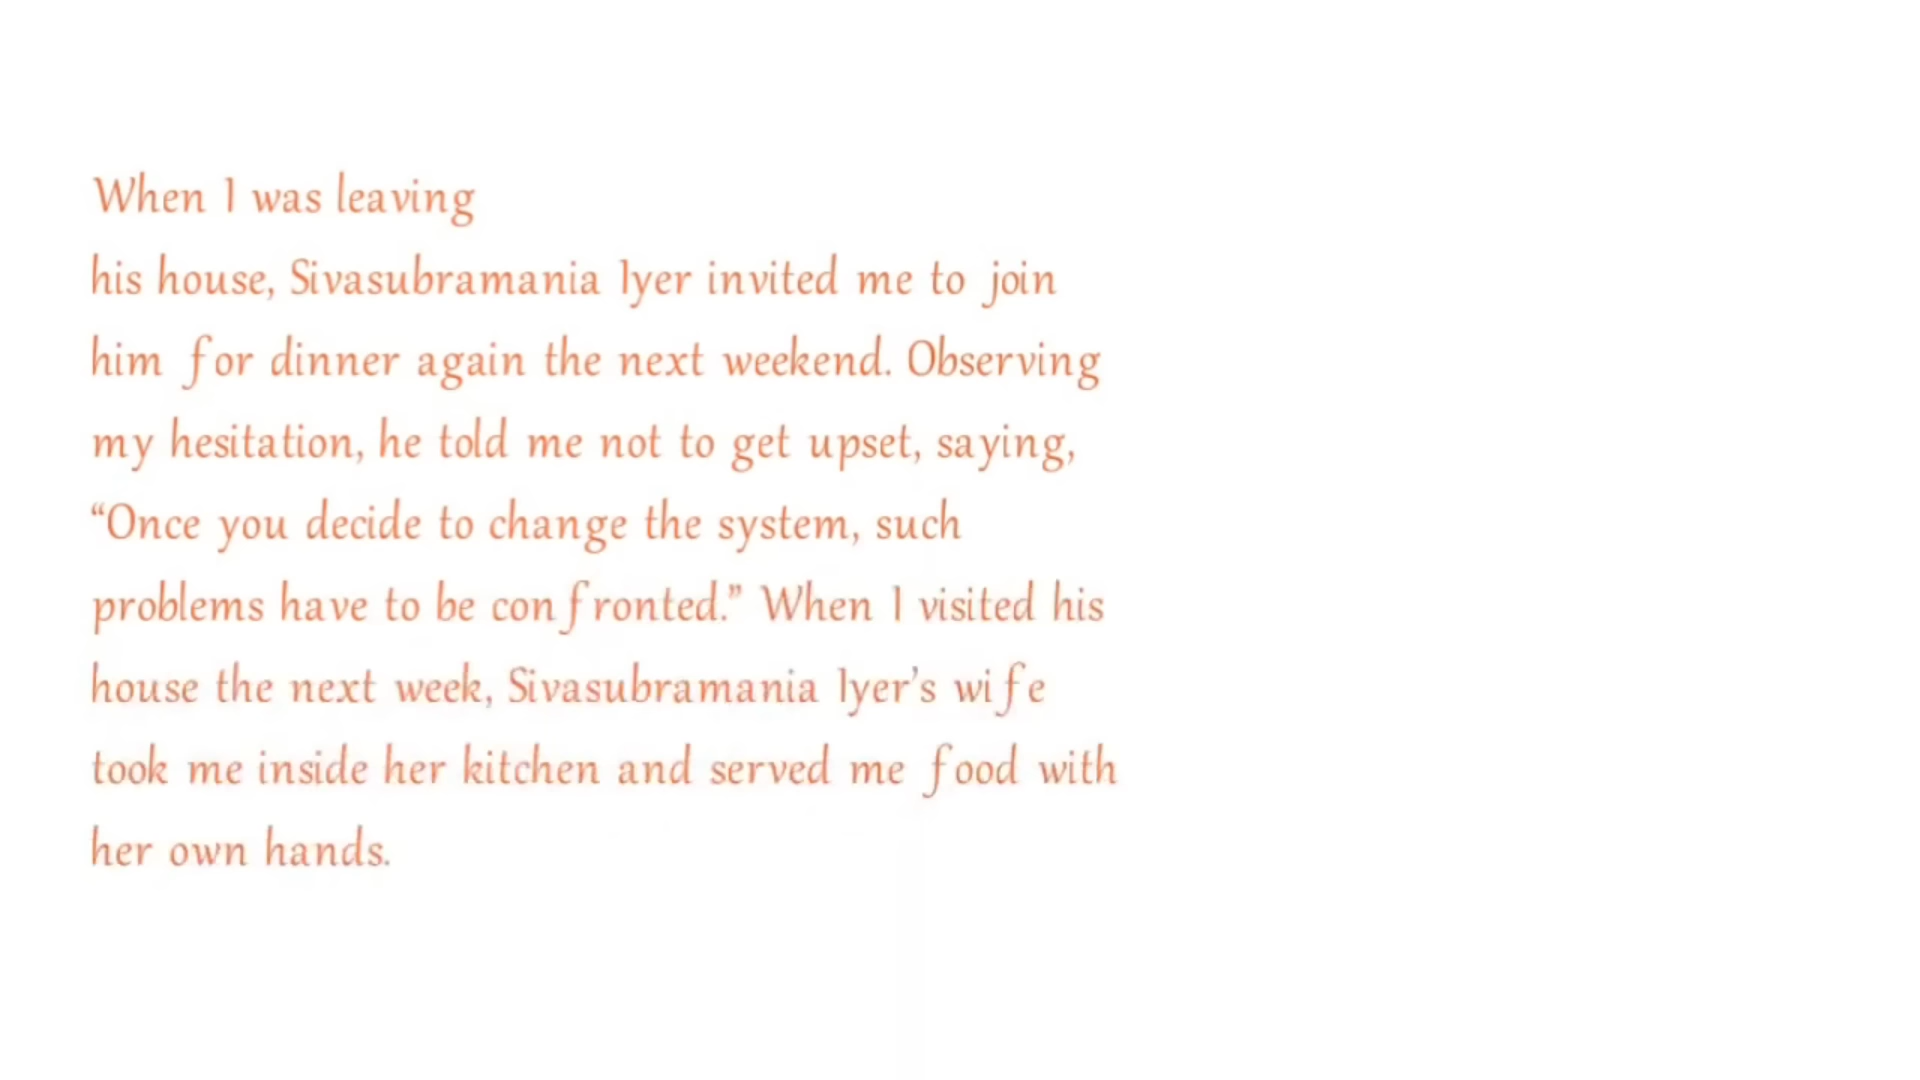 When I was leaving
his house, Sivasubramania Iyer invited me to join
him for dinner again the next weekend. Observing
my hesitation, he told me not to get upset, saying,
“Once you decide to change the system, such
problems have to be confronted.” When I visited his
house the next week, Sivasubramania Iyer’s wife
took me inside her kitchen and served me food with
her own hands.